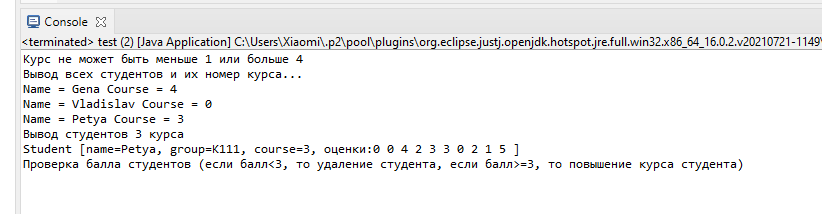 Console
<terminated> test (2) [Java Application] C:\Users\Xiaomi\.p2\pool\plugins\org.eclipse.justj.openjdk.hotspot.jre.full.win32.x86_64_16.0.2.v20210721-1149\
Курс не может быть меньше 1 или больше 4
Вывод всех студентов и их номер курса...
Name = Gena Course = 4
Name = Vladislav Course = 0
Name = Petya Course = 3
Вывод студентов 3 курса
Student [name=Petya, group=K111, course=3, оценки:0 0 4 2 3 3 0 2 1 5 ]
Проверка балла студентов (если балл<3, то удаление студента, если балл>=3, то повышение курса студента)